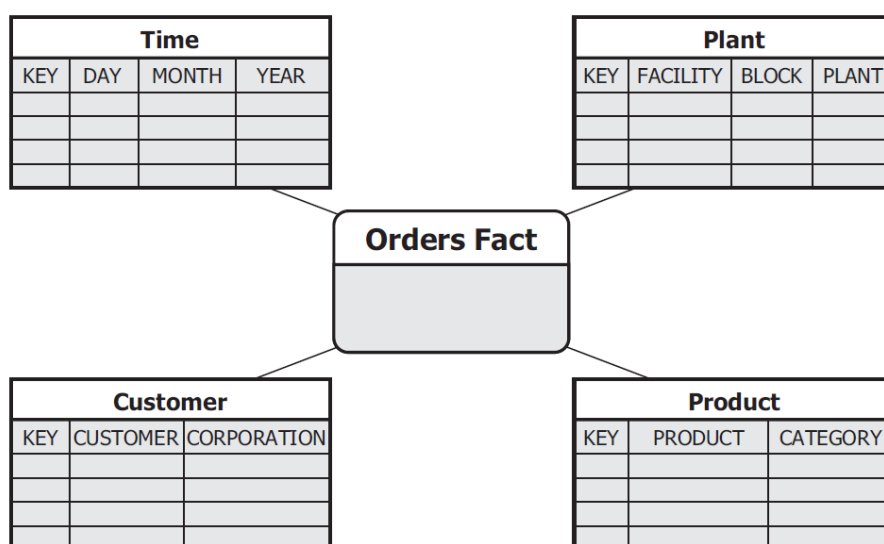 Time
KEY DAY MONTH YEAR
Plant
KEY FACILITY BLOCK PLANT
Orders Fact
Customer
KEY CUSTOMER CORPORATION
Product
KEY PRODUCT CATEGORY